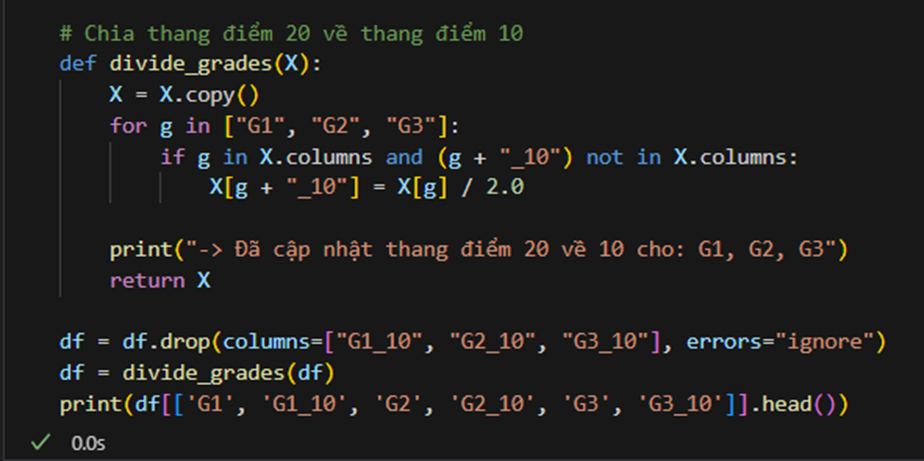 # Chia thang điểm 20 về thang điểm 10
def divide_grades(X):
    X = X.copy()
    for g in ["G1", "G2", "G3"]:
        if g in X.columns and (g + "_10") not in X.columns:
            X[g + "_10"] = X[g] / 2.0

    print("-> Đã cập nhật thang điểm 20 về 10 cho: G1, G2, G3")
    return X

df = df.drop(columns=["G1_10", "G2_10", "G3_10"], errors="ignore")
df = divide_grades(df)
print(df[['G1', 'G1_10', 'G2', 'G2_10', 'G3', 'G3_10']].head())
0.0s